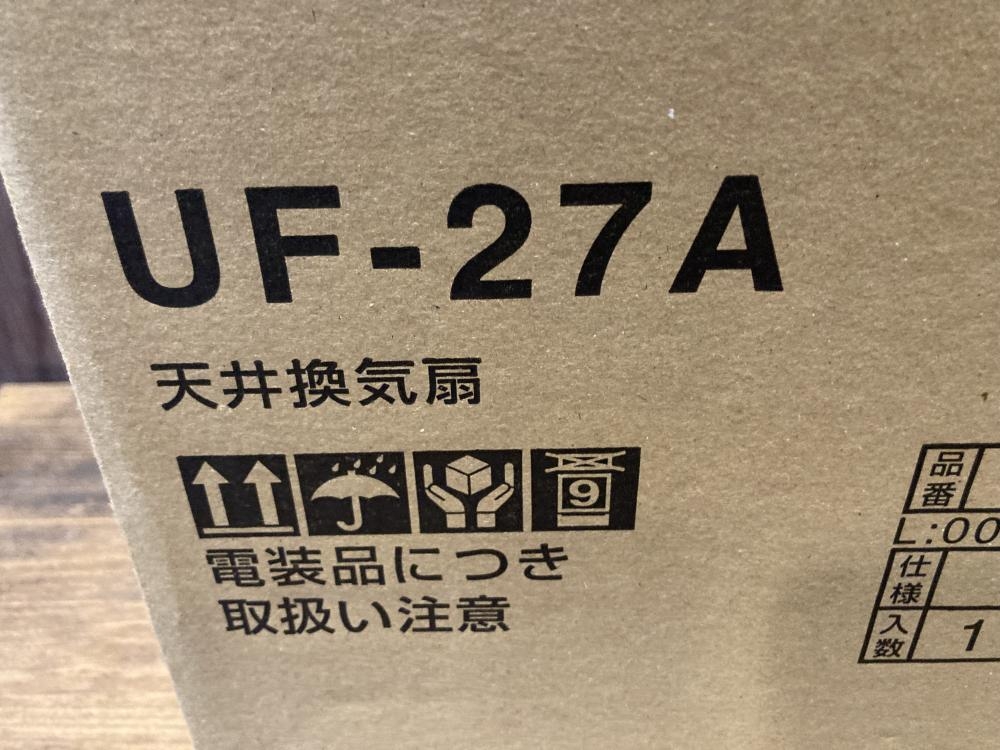 UF-27A
天井換気扇
9
電装品につき
取扱い注意
品番
L:00
仕様
入数 1